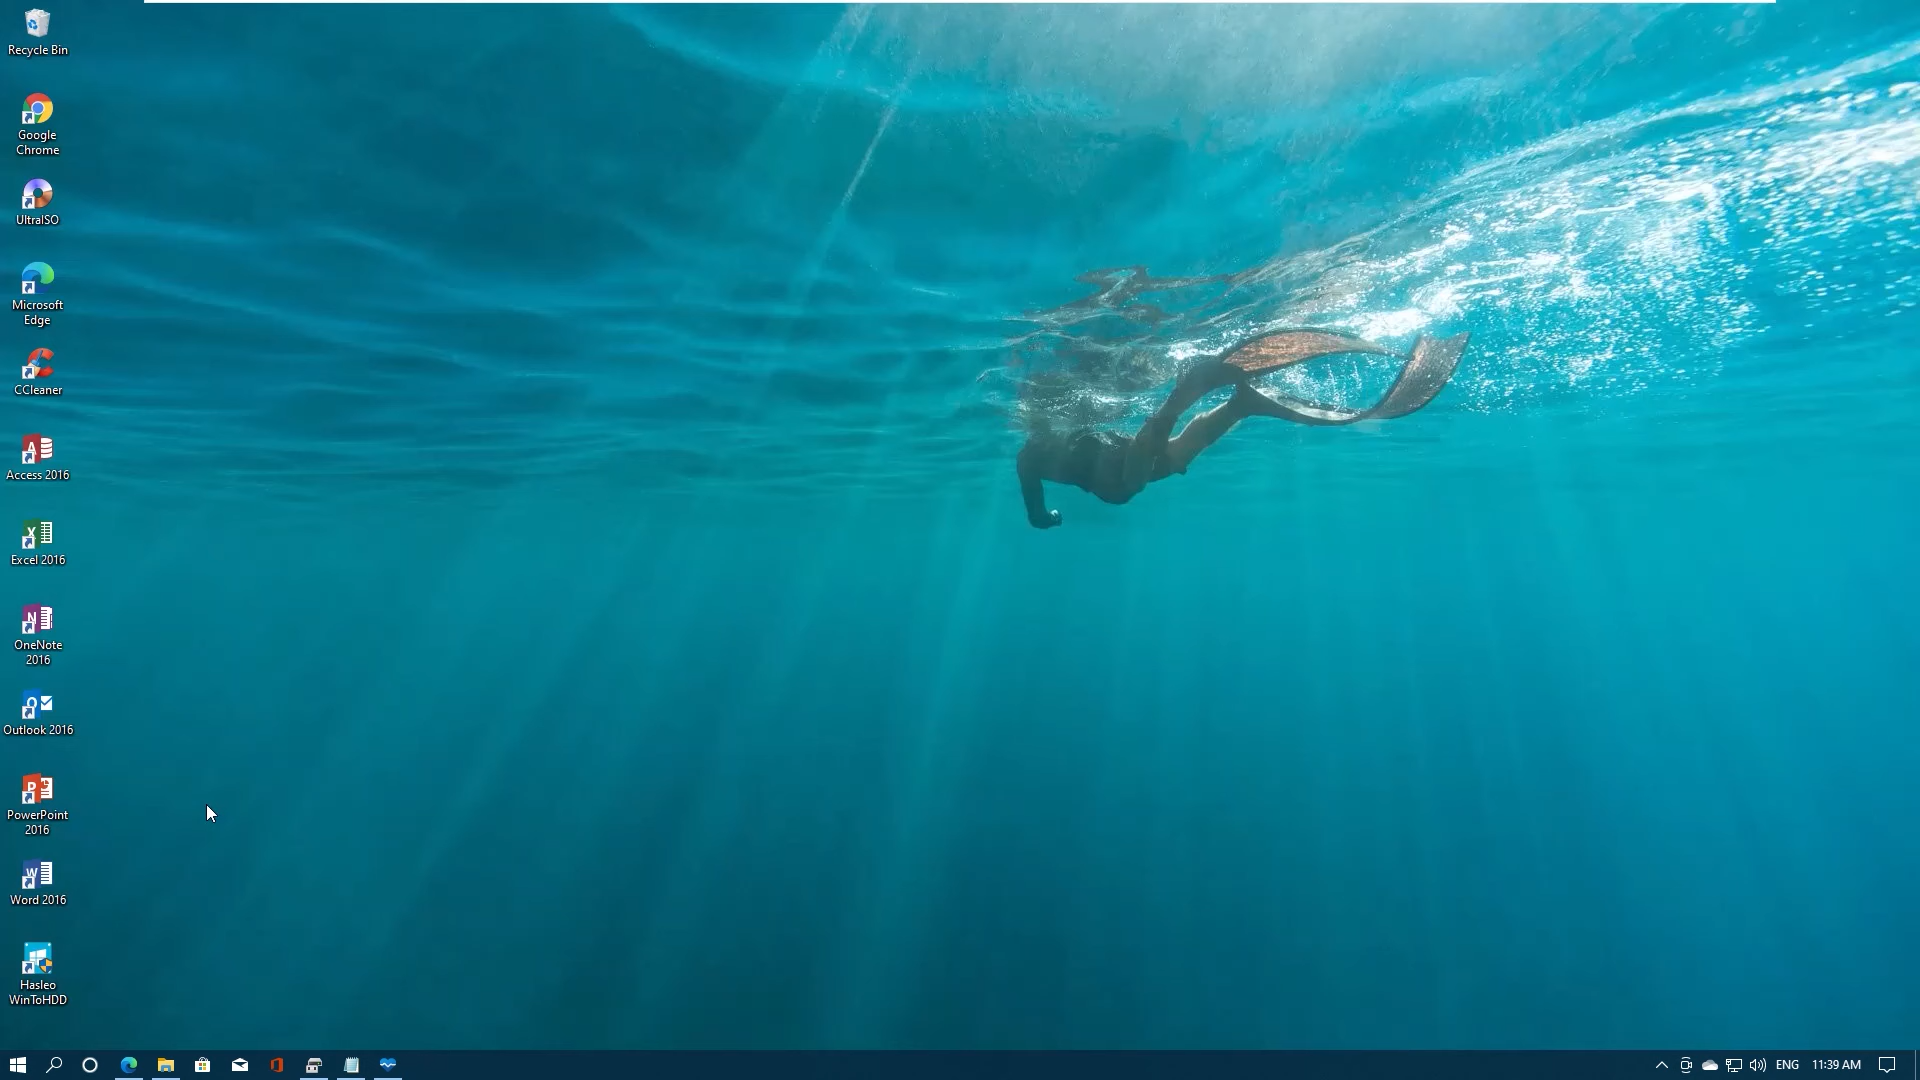 Recycle Bin
Google
Chrome
UltraISO
Microsoft
Edge
CCleaner
Access 2016
Excel 2016
OneNote
2016
Outlook 2016
PowerPoint
2016
Word 2016
Hasleo
WinToHDD
ENG
11:39 AM